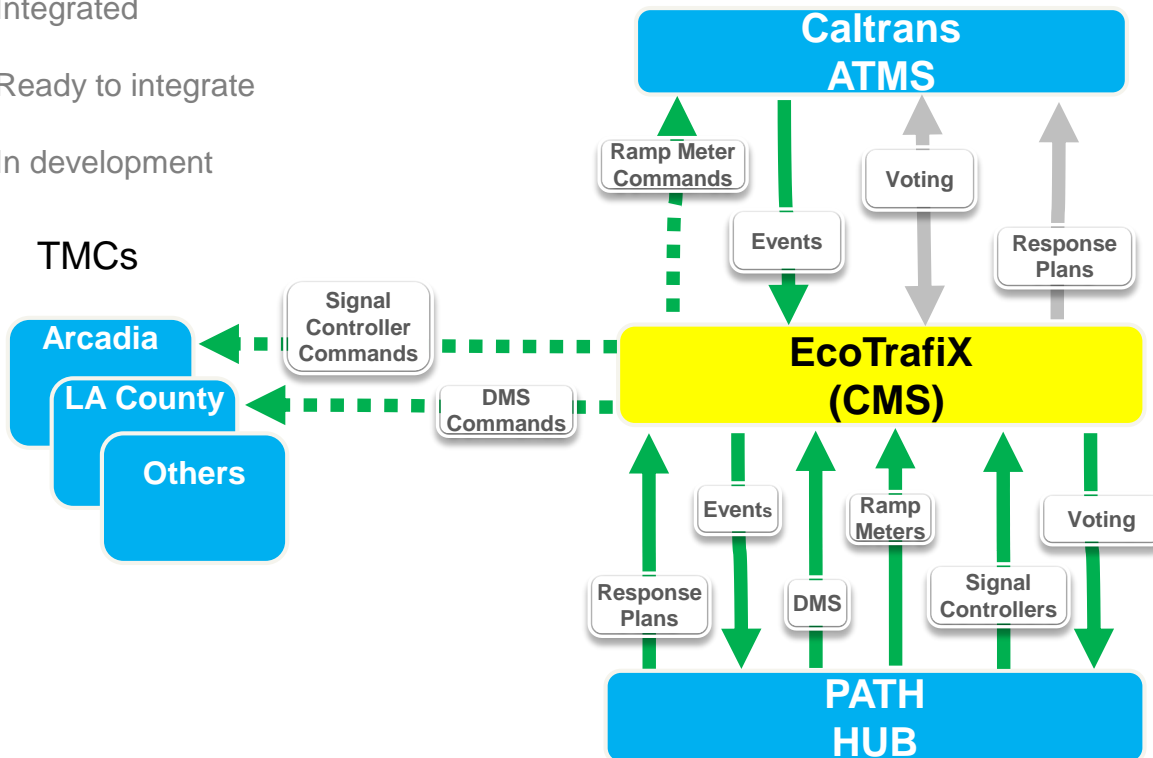 Integrated
Ready to integrate
In development
TMCs
Caltrans
ATMS
Ramp Meter
Commands
Events
Voting
Response
Plans
Signal
Controller
Commands
DMS
Commands
Arcadia
LA County
Others
EcoTrafiX
(CMS)
Response
Plans
Events
DMS
Ramp
Meters
Signal
Controllers
Voting
PATH
HUB